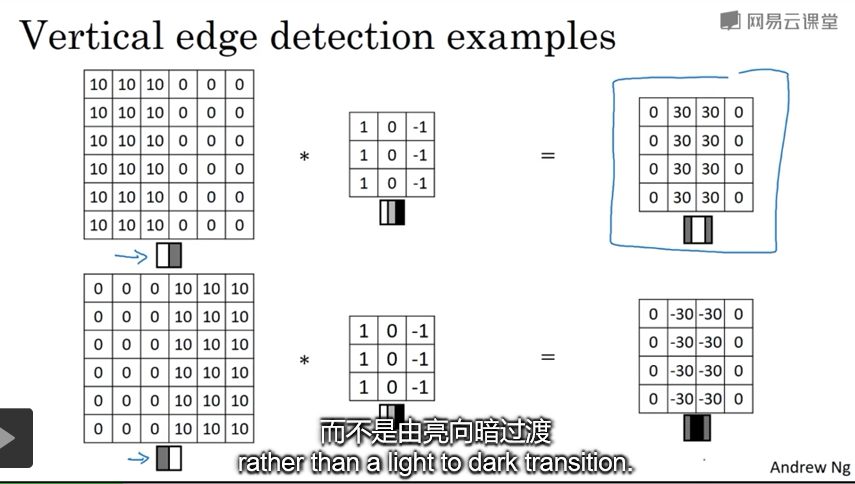 Vertical edge detection examples
网易云课堂
10 10 10 0 0 0
10 10 10 0 0 0
10 10 10 0 0 0
10 10 10 0 0 0
10 10 10 0 0 0
10 10 10 0 0 0
*
1 0 -1
1 0 -1
1 0 -1
=
0 30 30 0
0 30 30 0
0 30 30 0
0 30 30 0
0 0 0 10 10 10
0 0 0 10 10 10
0 0 0 10 10 10
0 0 0 10 10 10
0 0 0 10 10 10
0 0 0 10 10 10
*
1 0 -1
1 0 -1
1 0 -1
=
0 -30 -30 0
0 -30 -30 0
0 -30 -30 0
0 -30 -30 0
而不是由亮向暗过渡
rather than a light to dark transition.
Andrew Ng